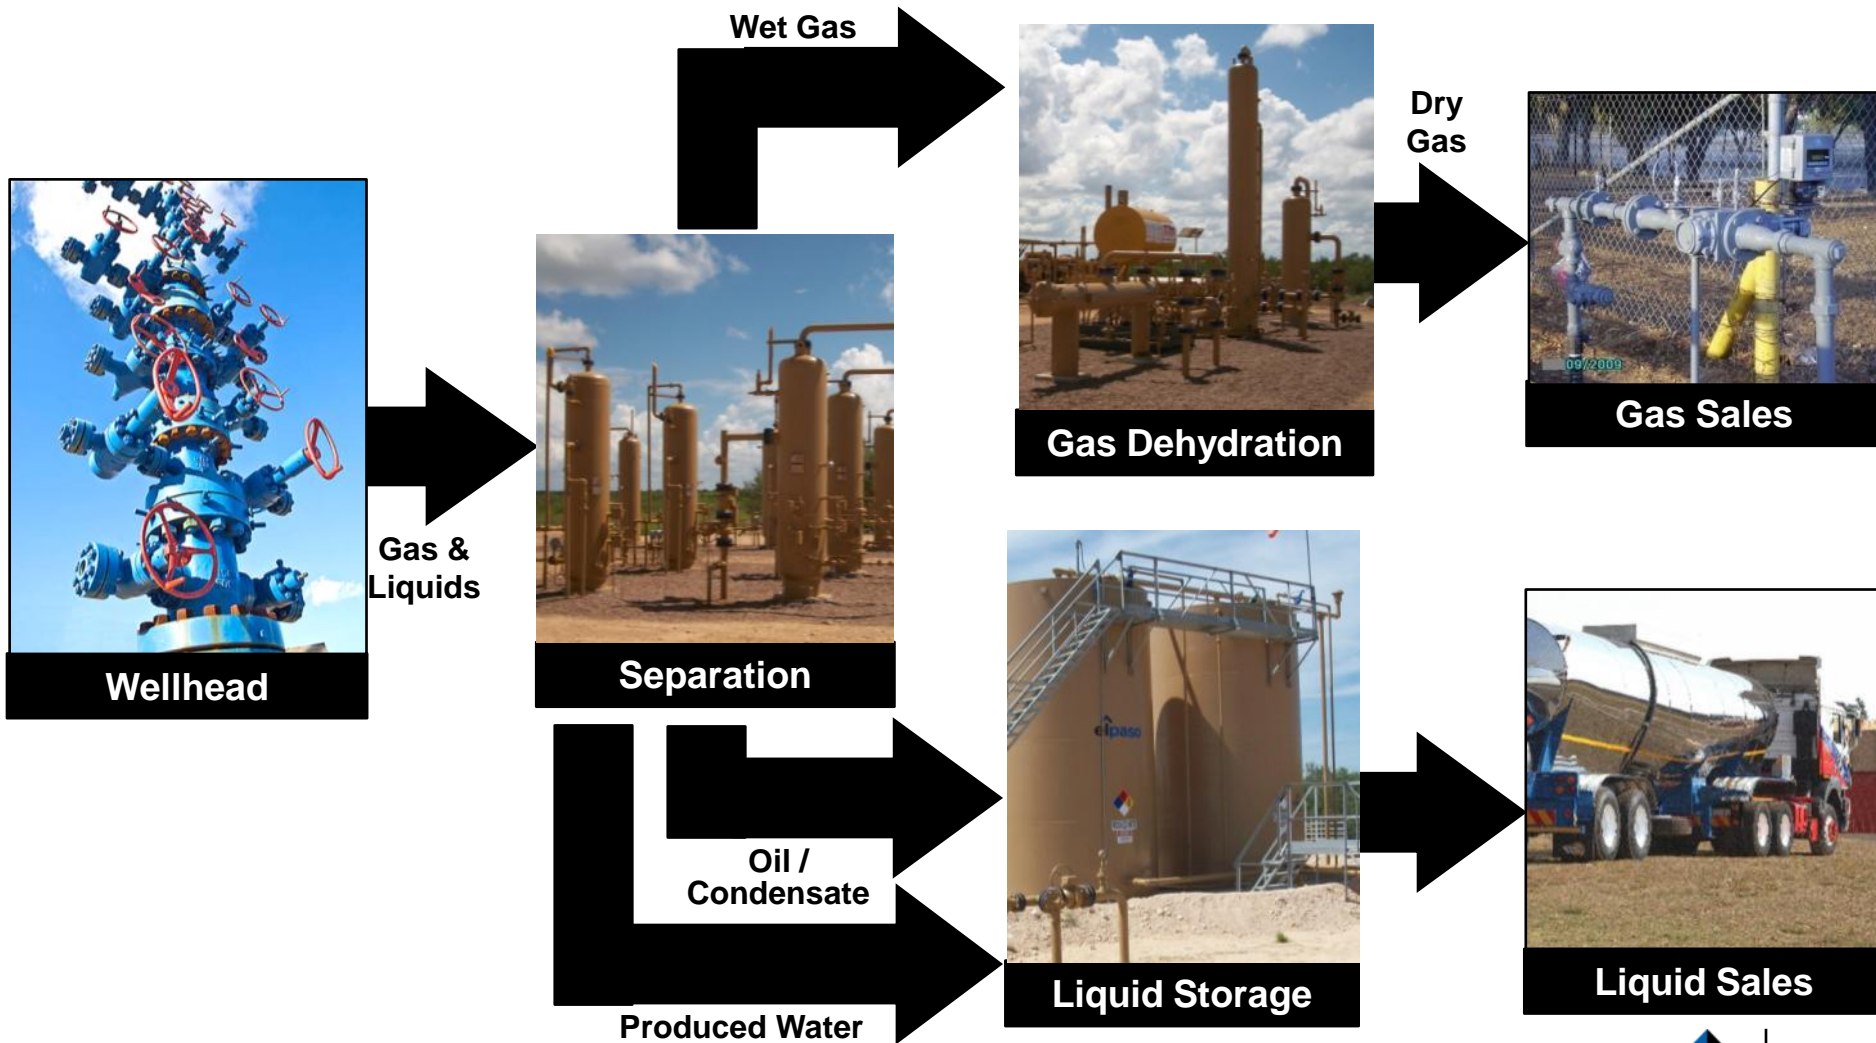 Wet Gas
Dry
Gas
09/2009
Gas Sales
Gas Dehydration
Gas &
Liquids
Wellhead
Separation
elpaso
Oil /
Condensate
Produced Water
Liquid Storage
Liquid Sales